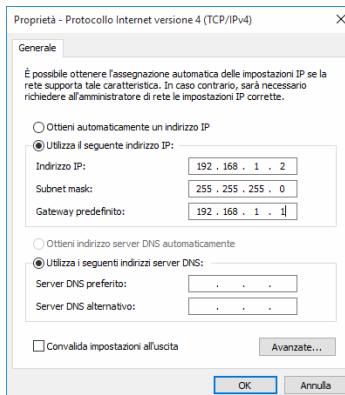 Proprietà - Protocollo Internet versione 4 (TCP/IPv4)
Generale
È possibile ottenere l'assegnazione automatica delle impostazioni IP se la
rete supporta tale caratteristica. In caso contrario, sarà necessario
richiedere all'amministratore di rete le impostazioni IP corrette.
Ottieni automaticamente un indirizzo IP
Utilizza il seguente indirizzo IP:
Indirizzo IP: 192 . 168 . 1 . 2
Subnet mask: 255 . 255 . 255 . 0
Gateway predefinito: 192 . 168 . 1 . 1
Ottieni indirizzo server DNS automaticamente
Utilizza i seguenti indirizzi server DNS:
Server DNS preferito: . . .
Server DNS alternativo: . . .
Convalida impostazioni all'uscita
Avanzate...
OK Annulla